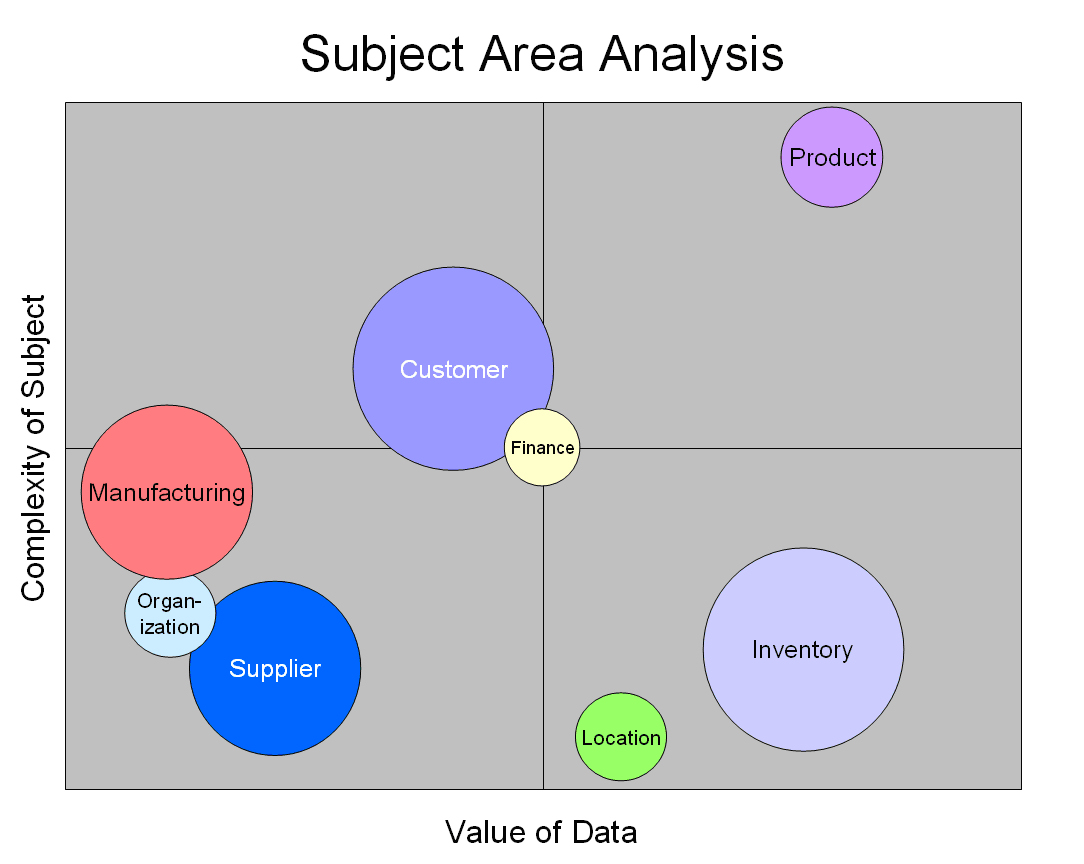 Subject Area Analysis
Product
Customer
Finance
Manufacturing
Organ-
ization
Supplier
Inventory
Location
Complexity of Subject
Value of Data